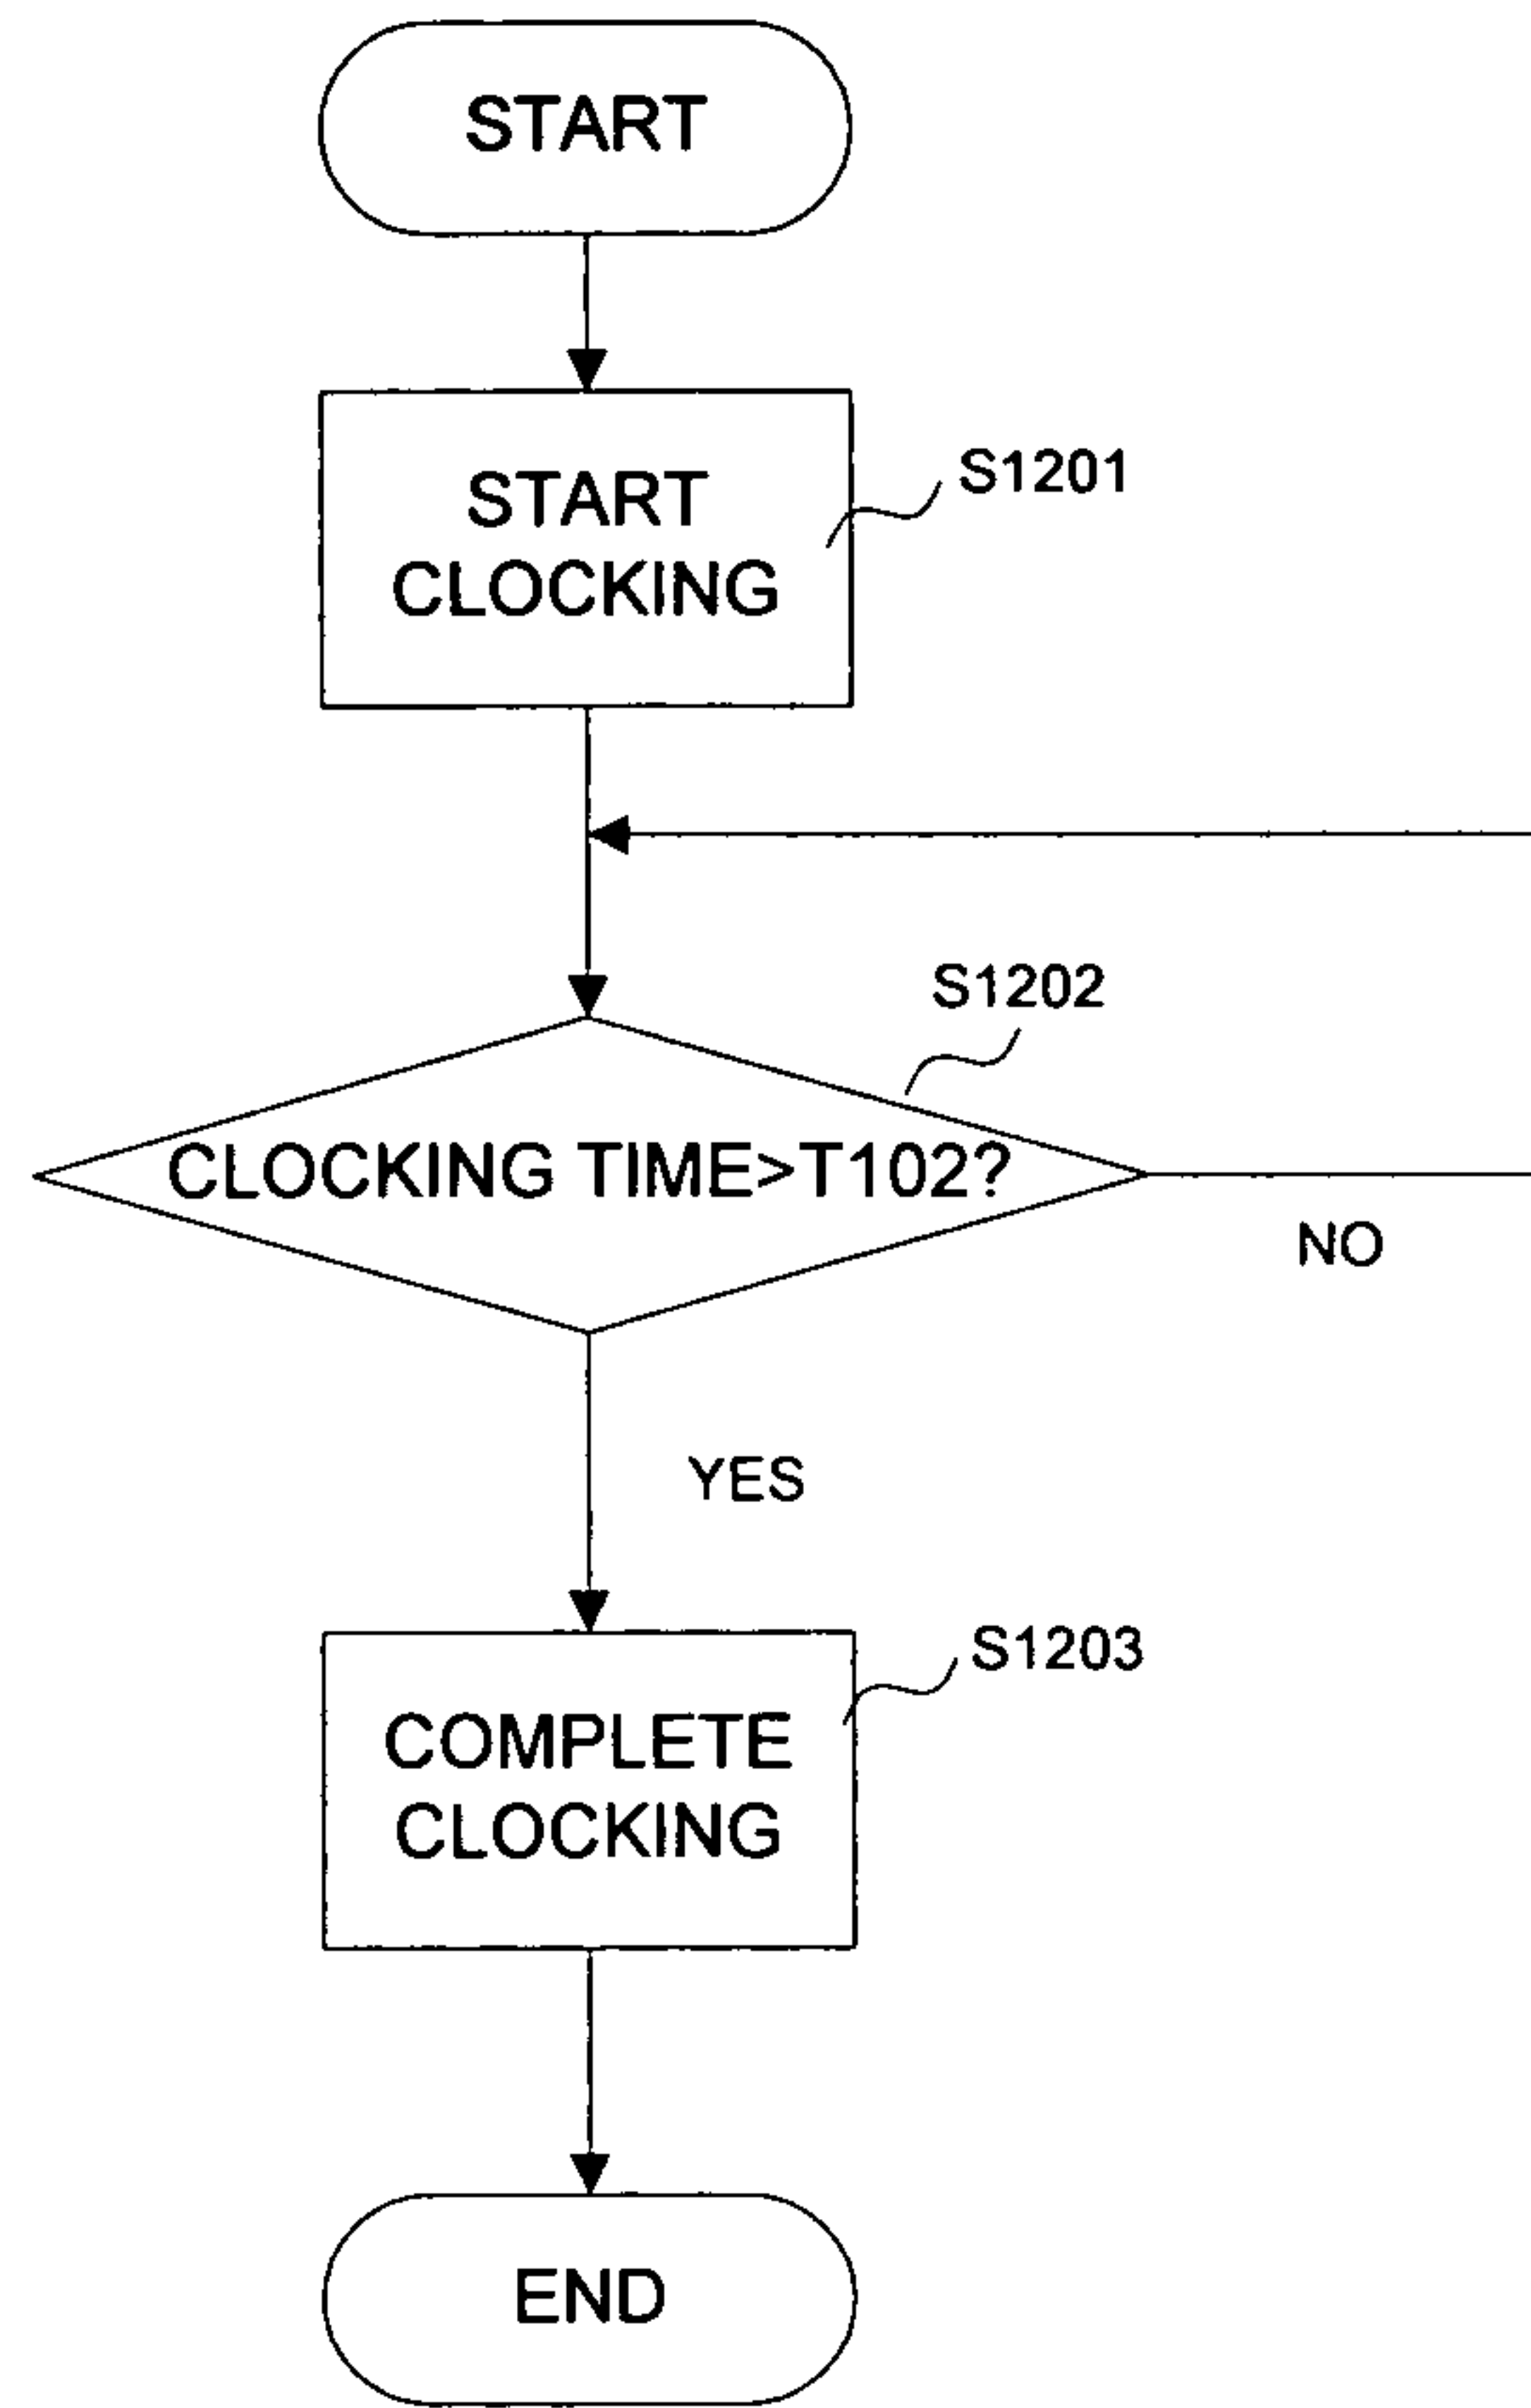 START
START
CLOCKING
S1201
S1202
CLOCKING TIME>T102?
NO
YES
S1203
COMPLETE
CLOCKING
END